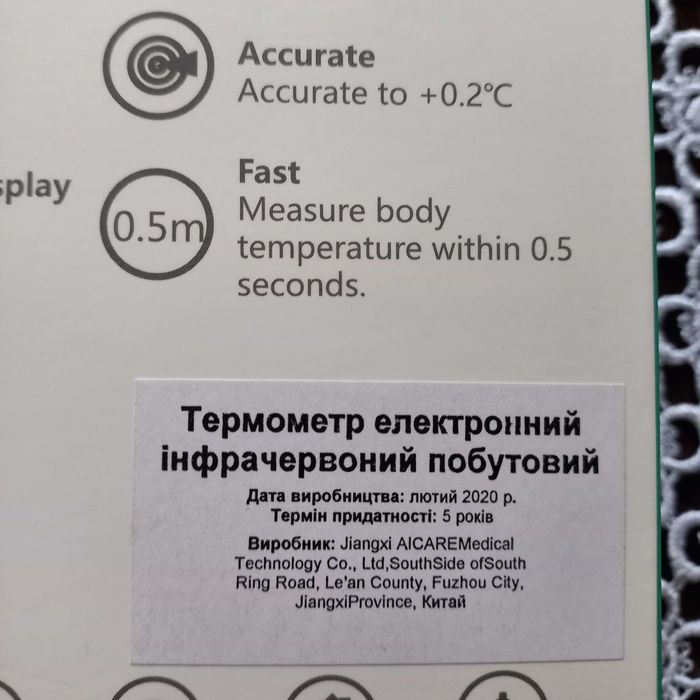 Accurate
Accurate to +0.2°C
splay
0.5m
Fast
Measure body
temperature within 0.5
seconds.
Термометр електронний
інфрачервоний побутовий
Дата виробництва: лютий 2020 р.
Термін придатності: 5 років
Виробник: Jiangxi AICAREMedical
Technology Co., Ltd,SouthSide ofSouth
Ring Road, Le'an County, Fuzhou City,
JiangxiProvince, Китай